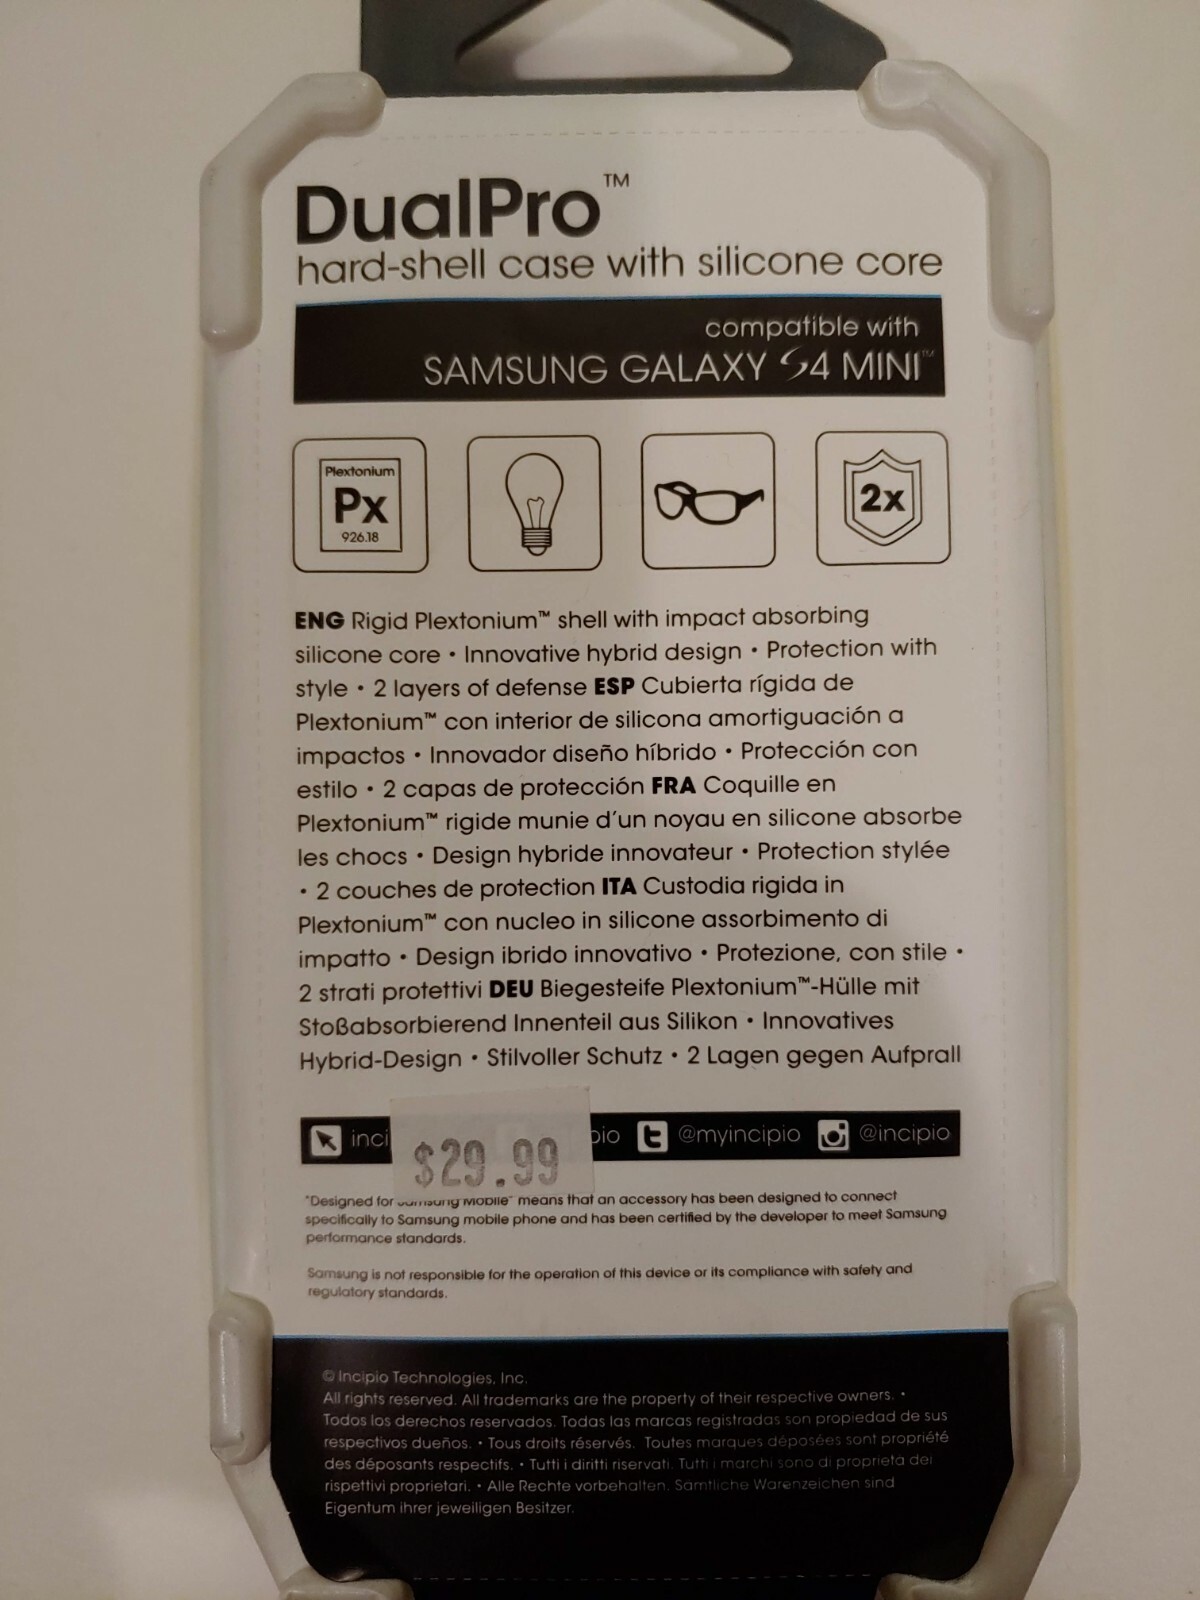 DualPro™
hard-shell case with silicone core
compatible with
SAMSUNG GALAXY S4 MINI™
Plextonium
Px
926.18
2x
ENG Rigid Plextonium™ shell with impact absorbing
silicone core • Innovative hybrid design • Protection with
style • 2 layers of defense ESP Cubierta rígida de
Plextonium™ con interior de silicona amortiguación a
impactos • Innovador diseño híbrido • Protección con
estilo • 2 capas de protección FRA Coquille en
Plextonium™ rigide munie d'un noyau en silicone absorbe
les chocs • Design hybride innovateur • Protection stylée
• 2 couches de protection ITA Custodia rigida in
Plextonium™ con nucleo in silicone assorbimento di
impatto • Design ibrido innovativo • Protezione, con stile •
2 strati protettivi DEU Biegesteife Plextonium™-Hülle mit
Stoßabsorbierend Innenteil aus Silikon • Innovatives
Hybrid-Design • Stilvoller Schutz • 2 Lagen gegen Aufprall
inci $29.99 pio t @myincipio @incipio
"Designed for Samsung Mobile" means that an accessory has been designed to connect
specifically to Samsung mobile phone and has been certified by the developer to meet Samsung
performance standards.
Samsung is not responsible for the operation of this device or its compliance with safety and
regulatory standards.
© Incipio Technologies, Inc.
All rights reserved. All trademarks are the property of their respective owners. •
Todos los derechos reservados. Todas las marcas registradas son propiedad de sus
respectivos dueños. • Tous droits réservés. Toutes marques déposées sont propriété
des déposants respectifs. • Tutti i diritti riservati. Tutti i marchi sono di proprietà dei
rispettivi proprietari. • Alle Rechte vorbehalten. Sämtliche Warenzeichen sind
Eigentum ihrer jeweiligen Besitzer.